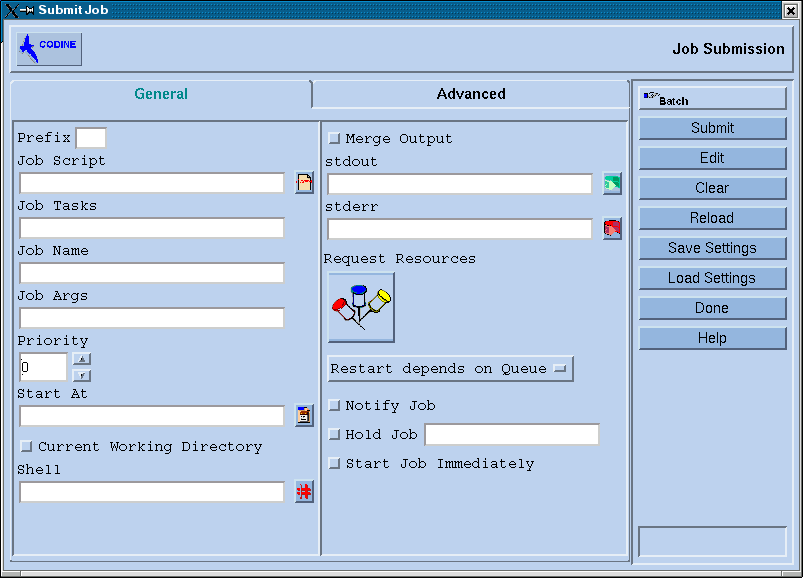 Submit Job
CODINE
Job Submission
General
Advanced
Prefix
Job Script
Job Tasks
Job Name
Job Args
Priority
0
Start At
Current Working Directory
Shell
Merge Output
stdout
stderr
Request Resources
Restart depends on Queue
Notify Job
Hold Job
Start Job Immediately
Batch
Submit
Edit
Clear
Reload
Save Settings
Load Settings
Done
Help